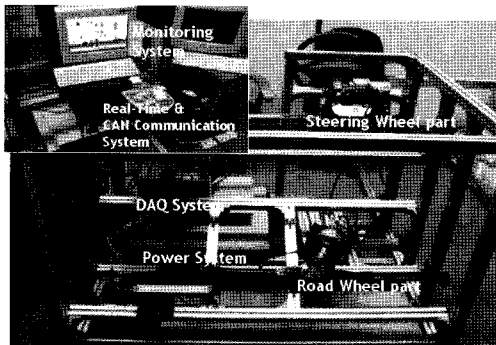 Monitoring
System
Real-Time &
CAN Communication
System
Steering Wheel part
DAQ System
Power System
Road Wheel part